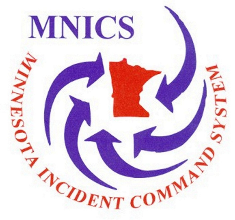 MNICS
MINNESOTA INCIDENT COMMAND SYSTEM